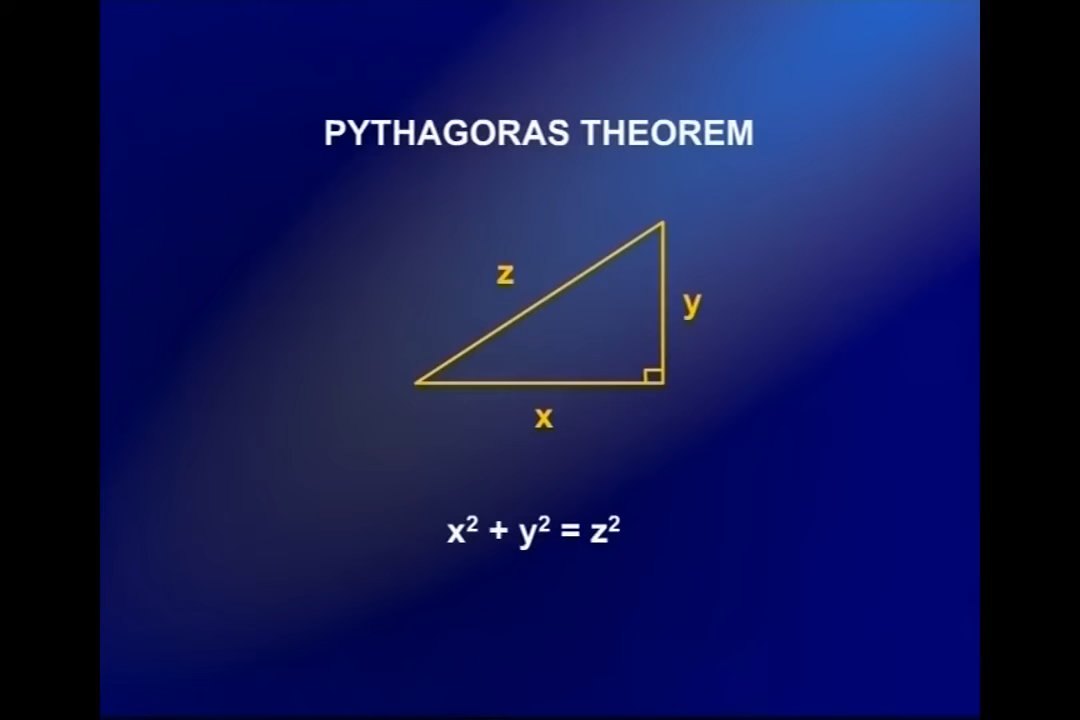 PYTHAGORAS THEOREM
z
y
x
x² + y² = z²